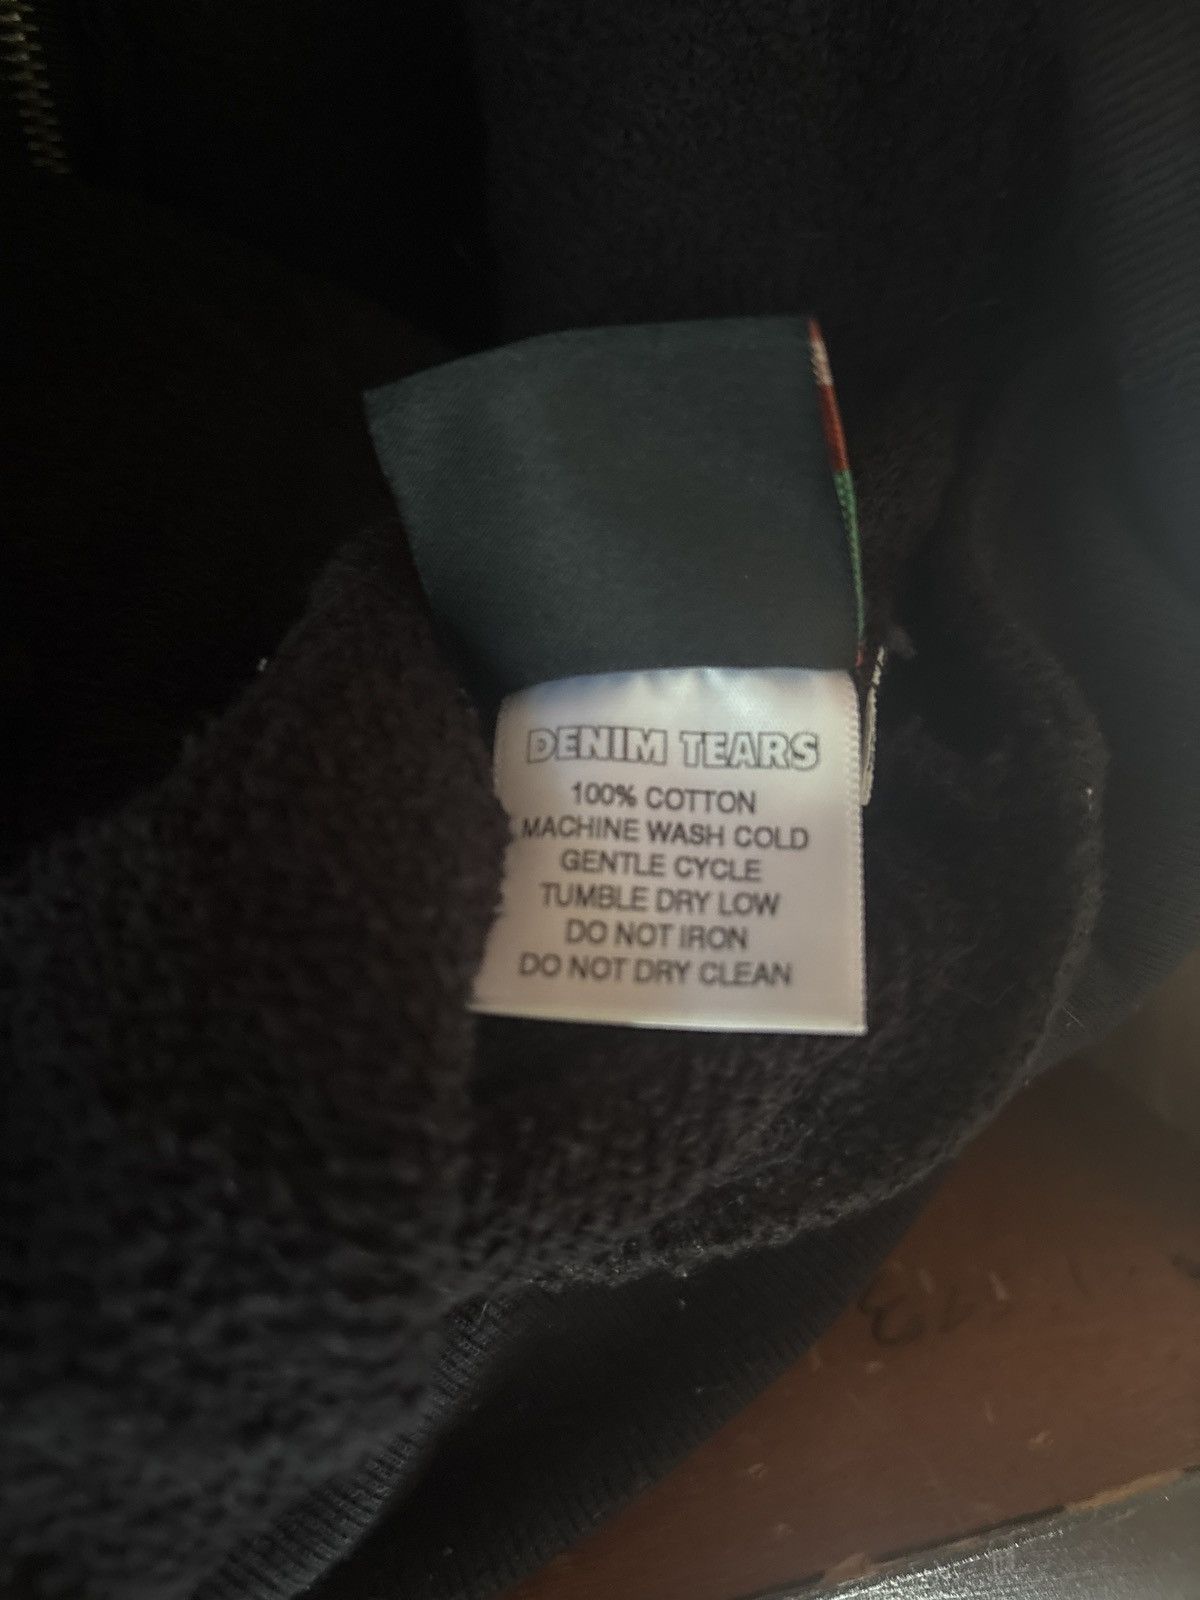 DENIM TEARS
100% COTTON
MACHINE WASH COLD
GENTLE CYCLE
TUMBLE DRY LOW
DO NOT IRON
DO NOT DRY CLEAN